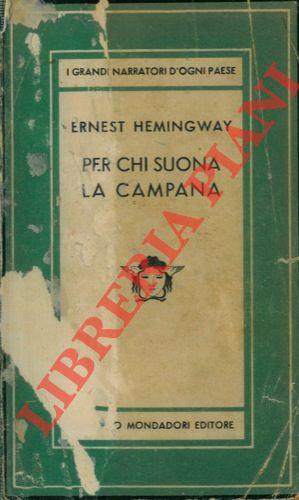 I GRANDI NARRATORI D'OGNI PAESE
ERNEST HEMINGWAY
PER CHI SUONA
LA CAMPANA
LIBRERIA PIANI
O MONDADORI EDITORE